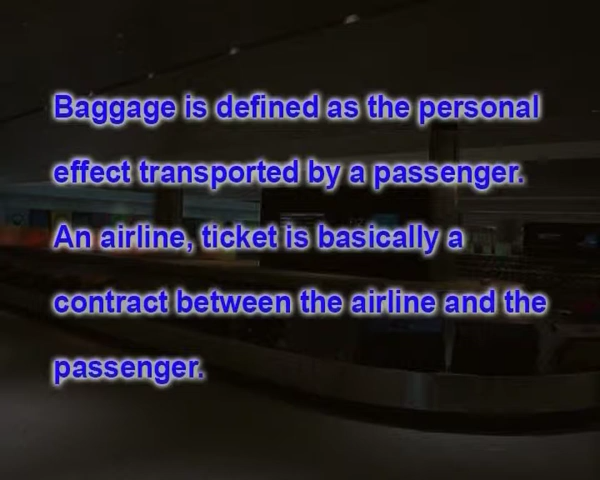 Baggage is defined as the personal
effect transported by a passenger.
An airline, ticket is basically a
contract between the airline and the
passenger.